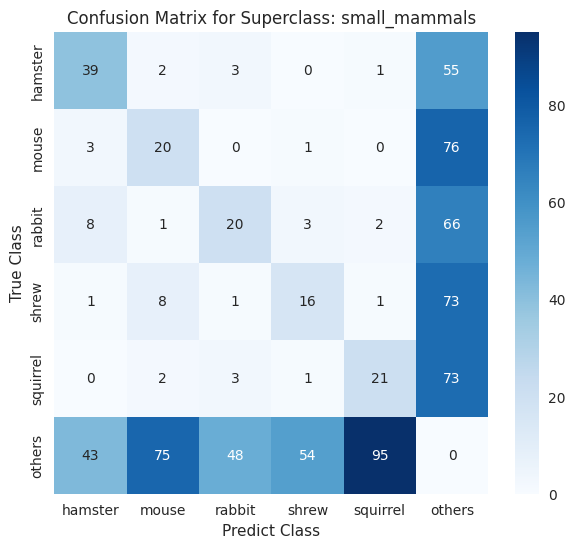 Confusion Matrix for Superclass: small_mammals
True Class
hamster 39 2 3 0 1 55
mouse 3 20 0 1 0 76
rabbit 8 1 20 3 2 66
shrew 1 8 1 16 1 73
squirrel 0 2 3 1 21 73
others 43 75 48 54 95 0
hamster mouse rabbit shrew squirrel others
Predict Class
80
60
40
20
0